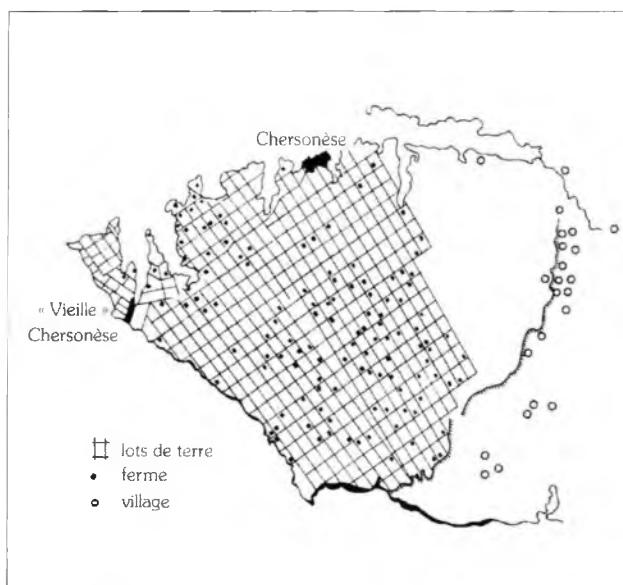 Chersonèse
« Vieille »
Chersonèse
lots de terre
ferme
village